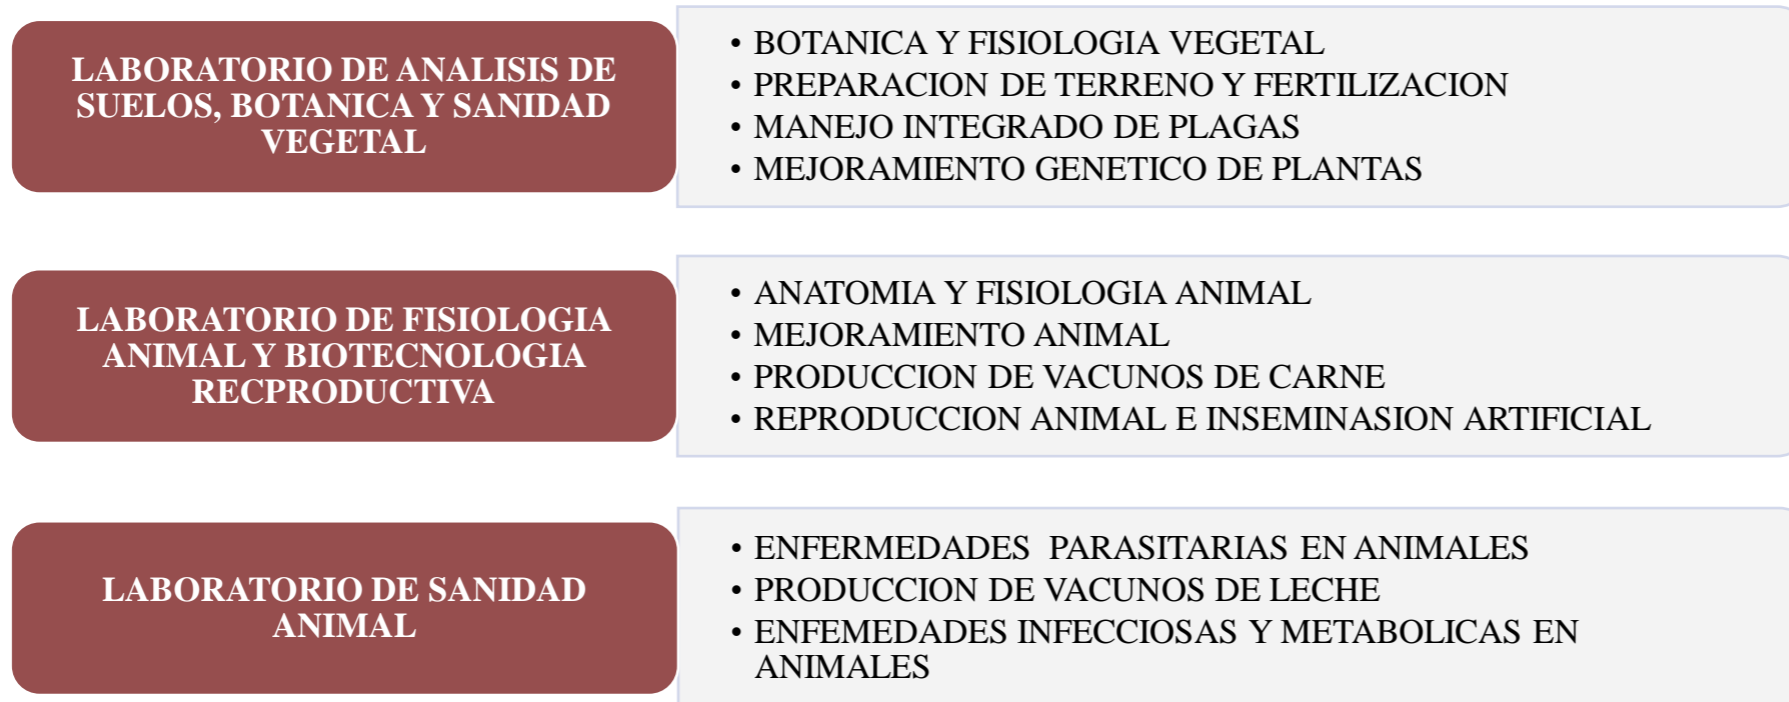 LABORATORIO DE ANALISIS DE
SUELOS, BOTANICA Y SANIDAD
VEGETAL
• BOTANICA Y FISIOLOGIA VEGETAL
• PREPARACION DE TERRENO Y FERTILIZACION
• MANEJO INTEGRADO DE PLAGAS
• MEJORAMIENTO GENETICO DE PLANTAS
LABORATORIO DE FISIOLOGIA
ANIMAL Y BIOTECNOLOGIA
RECPRODUCTIVA
• ANATOMIA Y FISIOLOGIA ANIMAL
• MEJORAMIENTO ANIMAL
• PRODUCCION DE VACUNOS DE CARNE
• REPRODUCCION ANIMAL E INSEMINASION ARTIFICIAL
LABORATORIO DE SANIDAD
ANIMAL
• ENFERMEDADES PARASITARIAS EN ANIMALES
• PRODUCCION DE VACUNOS DE LECHE
• ENFEMEDADES INFECCIOSAS Y METABOLICAS EN
ANIMALES